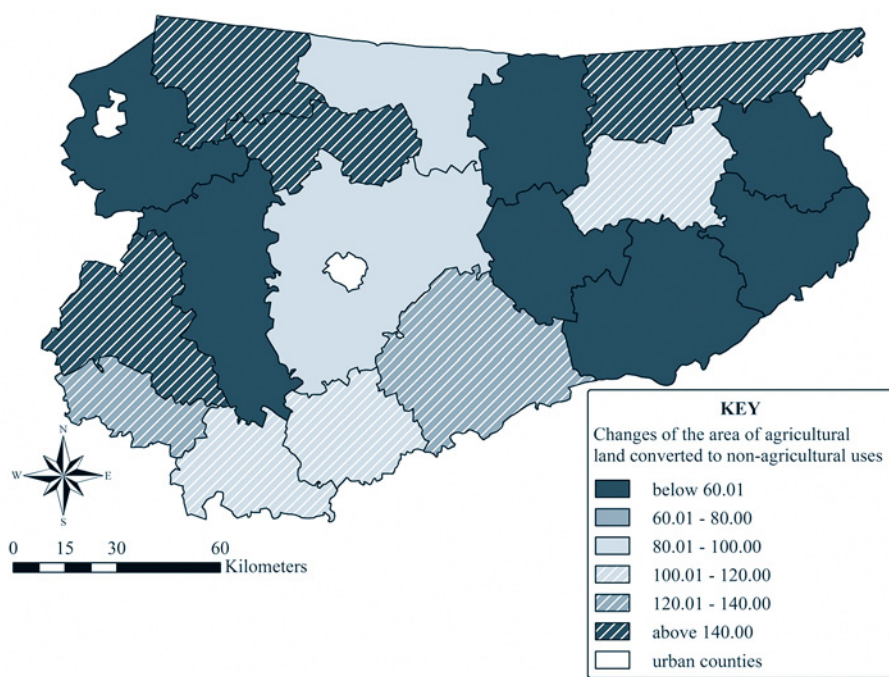 KEY
Changes of the area of agricultural
land converted to non-agricultural uses
below 60.01
60.01 - 80.00
80.01 - 100.00
100.01 - 120.00
120.01 - 140.00
above 140.00
urban counties
N
W E
S
0 15 30 60
Kilometers